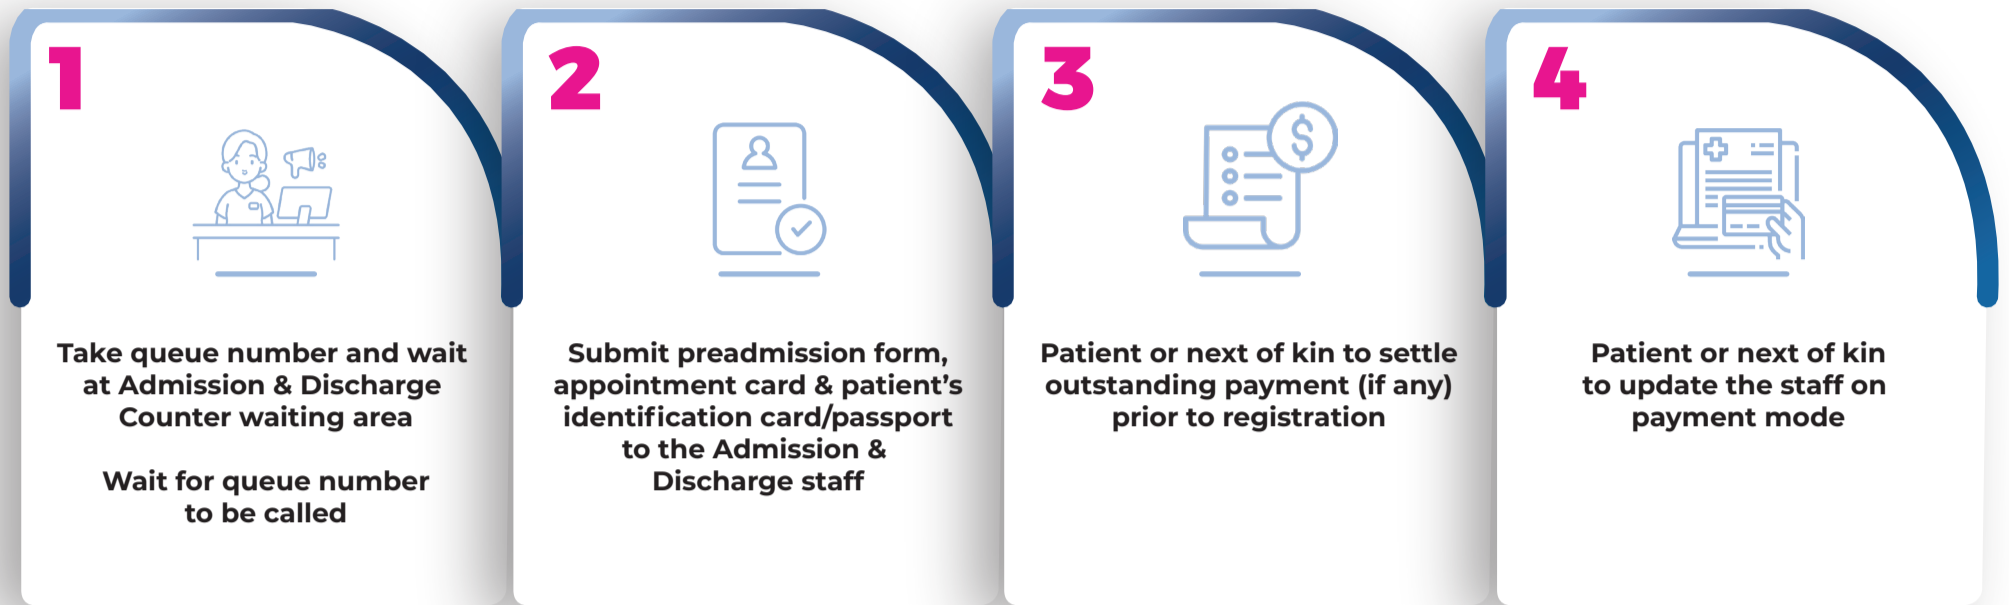 1
Take queue number and wait
at Admission & Discharge
Counter waiting area
Wait for queue number
to be called
2
Submit preadmission form,
appointment card & patient’s
identification card/passport
to the Admission &
Discharge staff
3
$
Patient or next of kin to settle
outstanding payment (if any)
prior to registration
4
Patient or next of kin
to update the staff on
payment mode